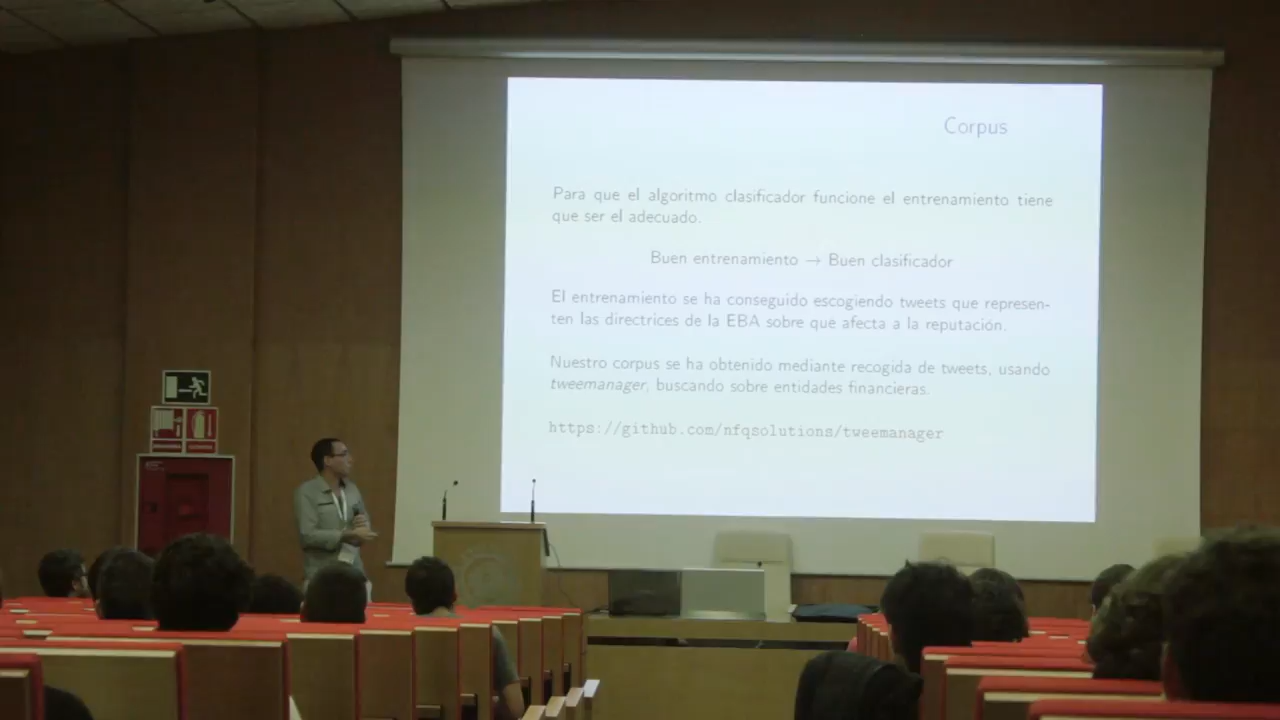 Corpus
Para que el algoritmo clasificador funcione el entrenamiento tiene
que ser el adecuado.
Buen entrenamiento → Buen clasificador
El entrenamiento se ha conseguido escogiendo tweets que represen-
ten las directrices de la EBA sobre que afecta a la reputación.
Nuestro corpus se ha obtenido mediante recogida de tweets, usando
tweemanager, buscando sobre entidades financieras.
https://github.com/nfqsolutions/tweemanager